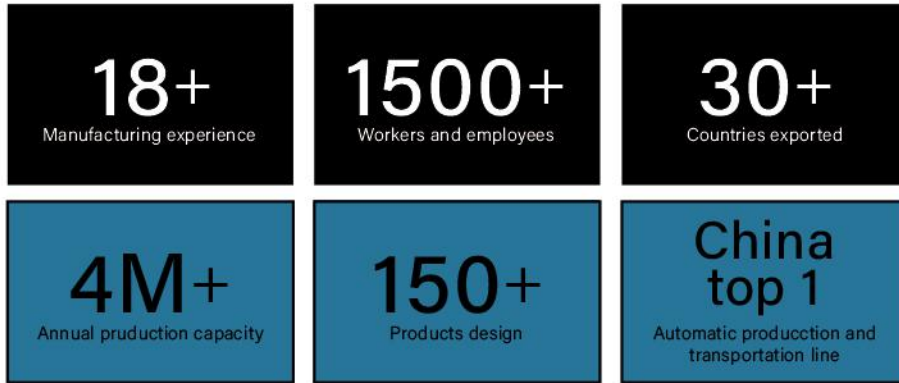 18+
Manufacturing experience
1500+
Workers and employees
30+
Countries exported
4M+
Annual pruduction capacity
150+
Products design
China
top 1
Automatic producction and
transportation line